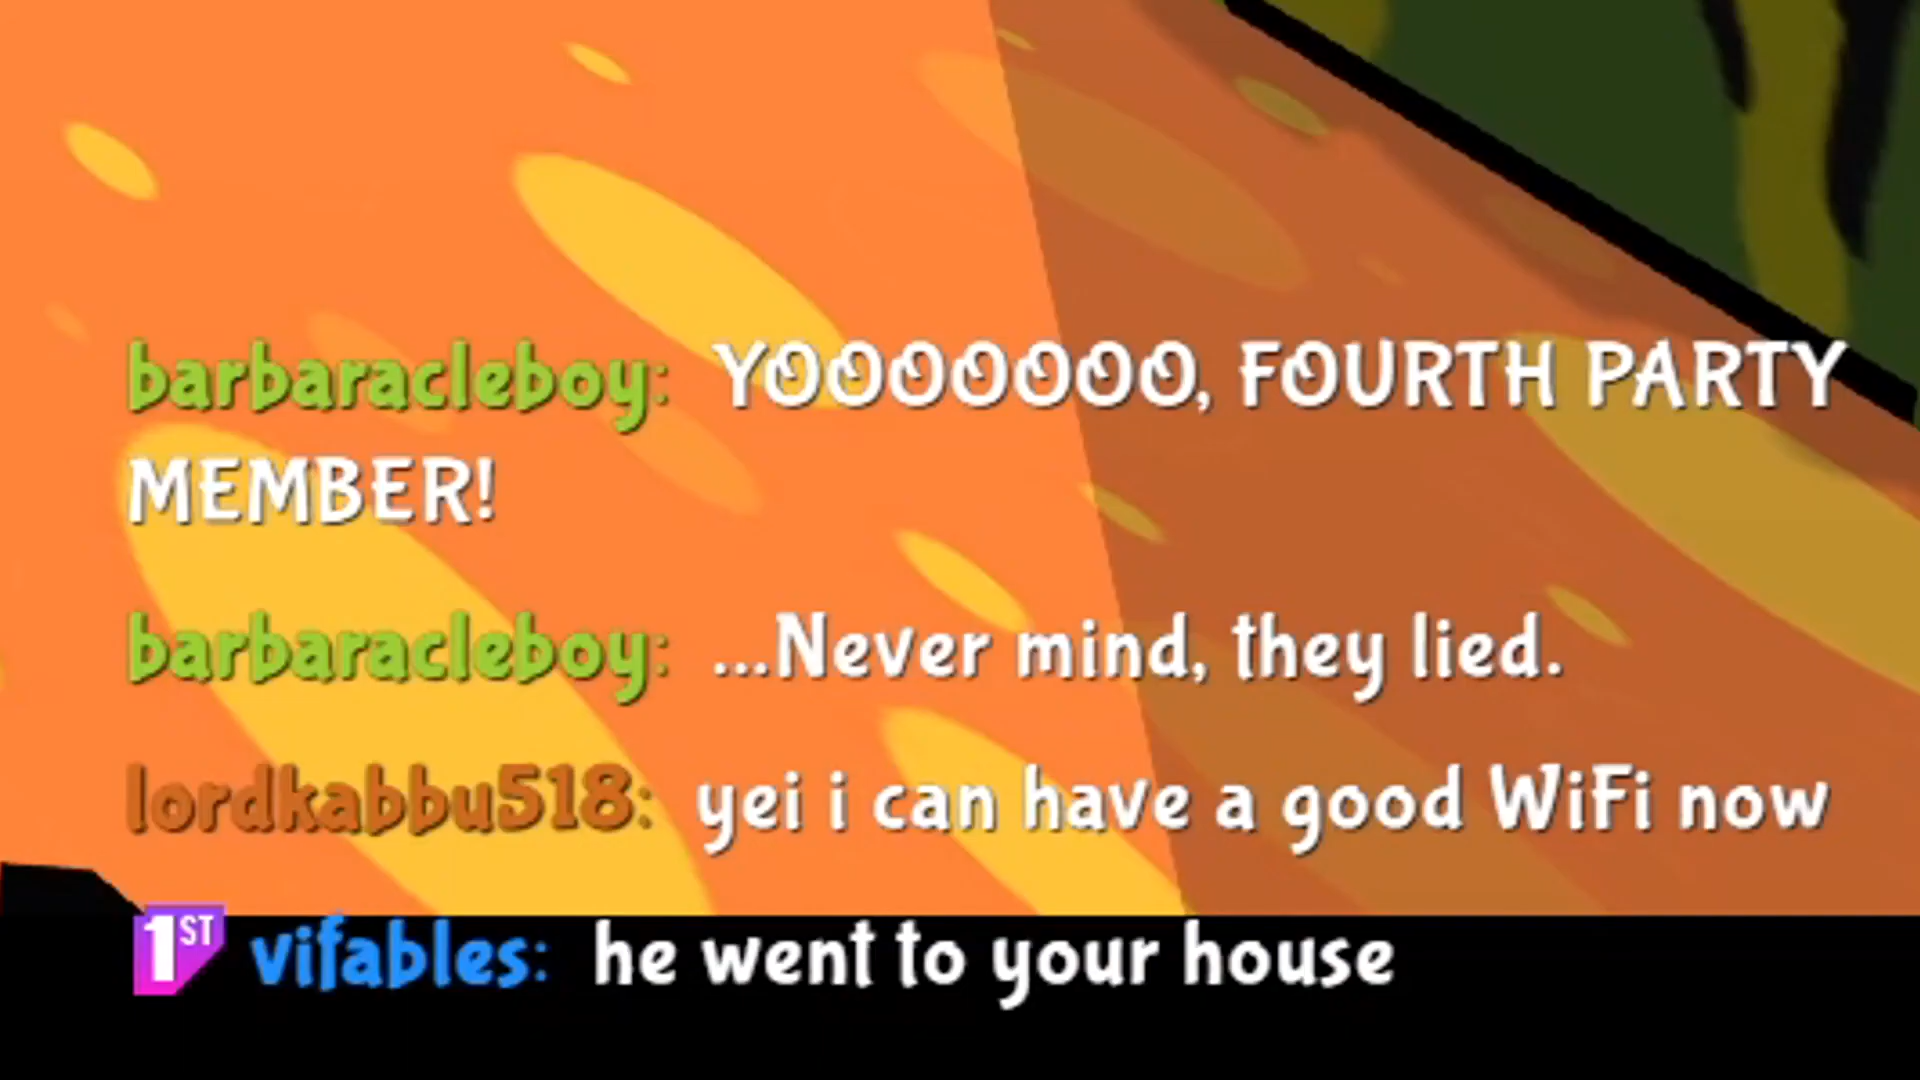 barbaracleboy: YOOOOOOO, FOURTH PARTY
MEMBER!
barbaracleboy: ...Never mind, they lied.
lordkabbu518: yei i can have a good WiFi now
1ST vifables: he went to your house